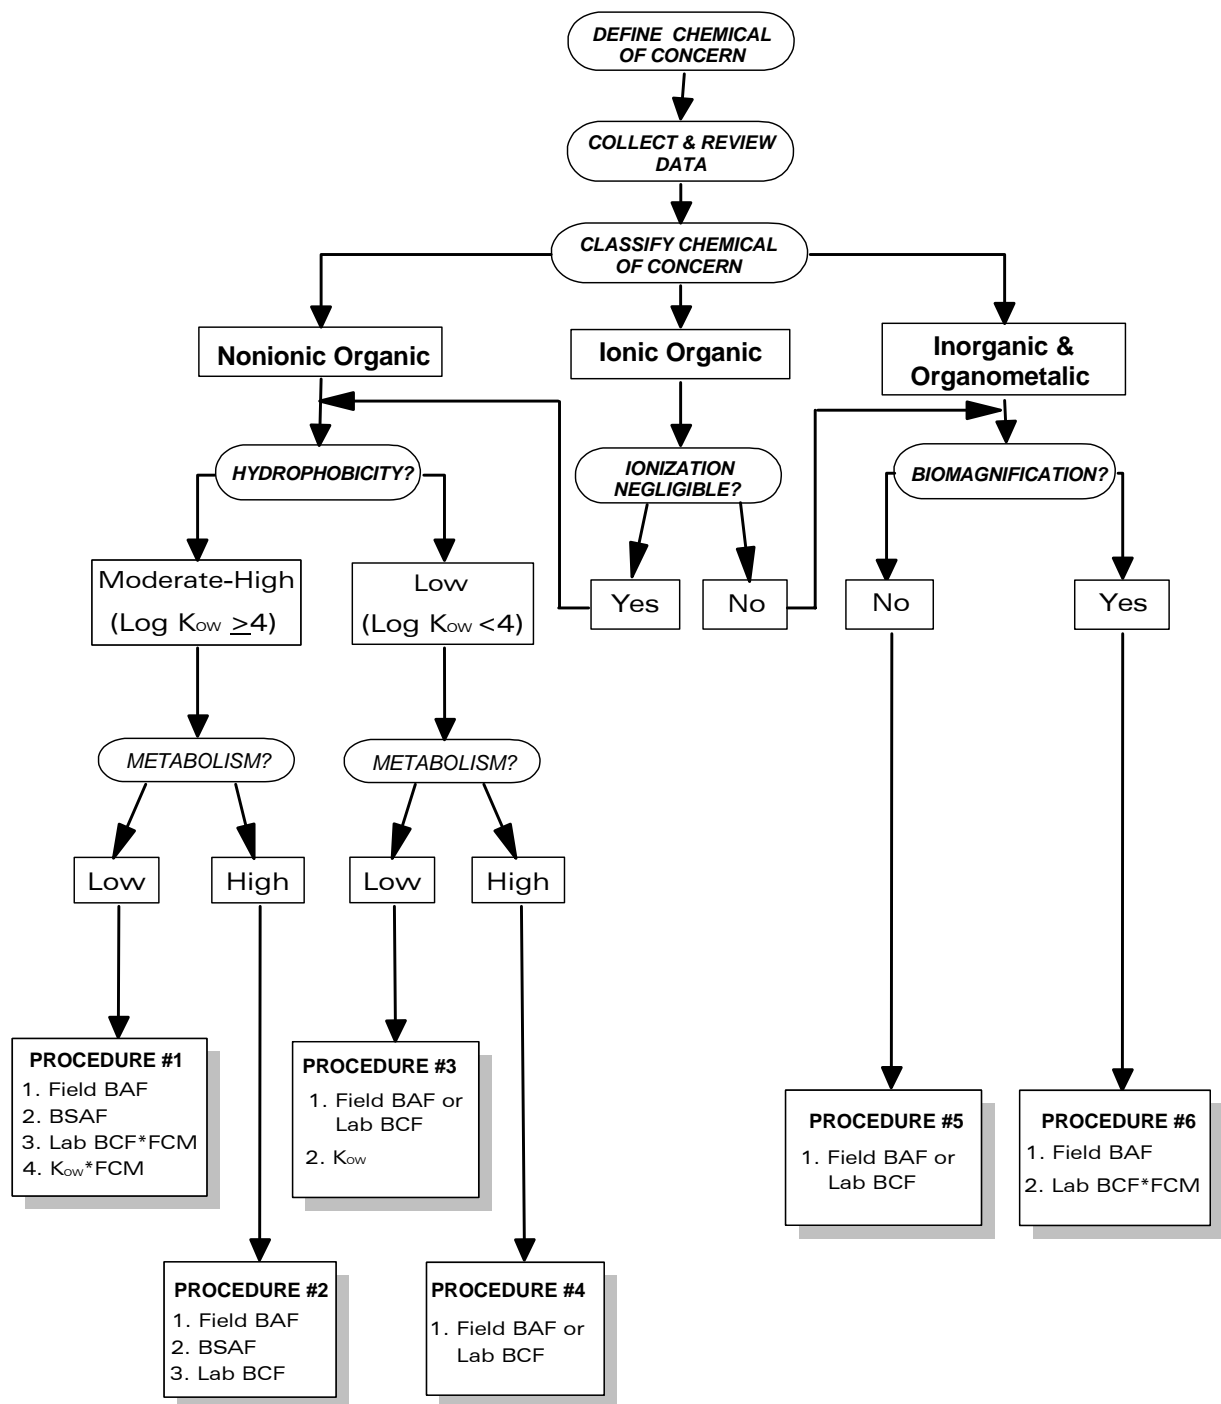 DEFINE CHEMICAL
OF CONCERN
COLLECT & REVIEW
DATA
CLASSIFY CHEMICAL
OF CONCERN
Nonionic Organic
Ionic Organic
Inorganic &
Organometalic
HYDROPHOBICITY?
IONIZATION
NEGLIGIBLE?
BIOMAGNIFICATION?
Moderate-High
(Log Kow ≥4)
Low
(Log Kow <4)
Yes
No
No
Yes
METABOLISM?
METABOLISM?
Low
High
Low
High
PROCEDURE #1
1. Field BAF
2. BSAF
3. Lab BCF*FCM
4. Kow*FCM
PROCEDURE #3
1. Field BAF or
Lab BCF
2. Kow
PROCEDURE #5
1. Field BAF or
Lab BCF
PROCEDURE #6
1. Field BAF
2. Lab BCF*FCM
PROCEDURE #2
1. Field BAF
2. BSAF
3. Lab BCF
PROCEDURE #4
1. Field BAF or
Lab BCF